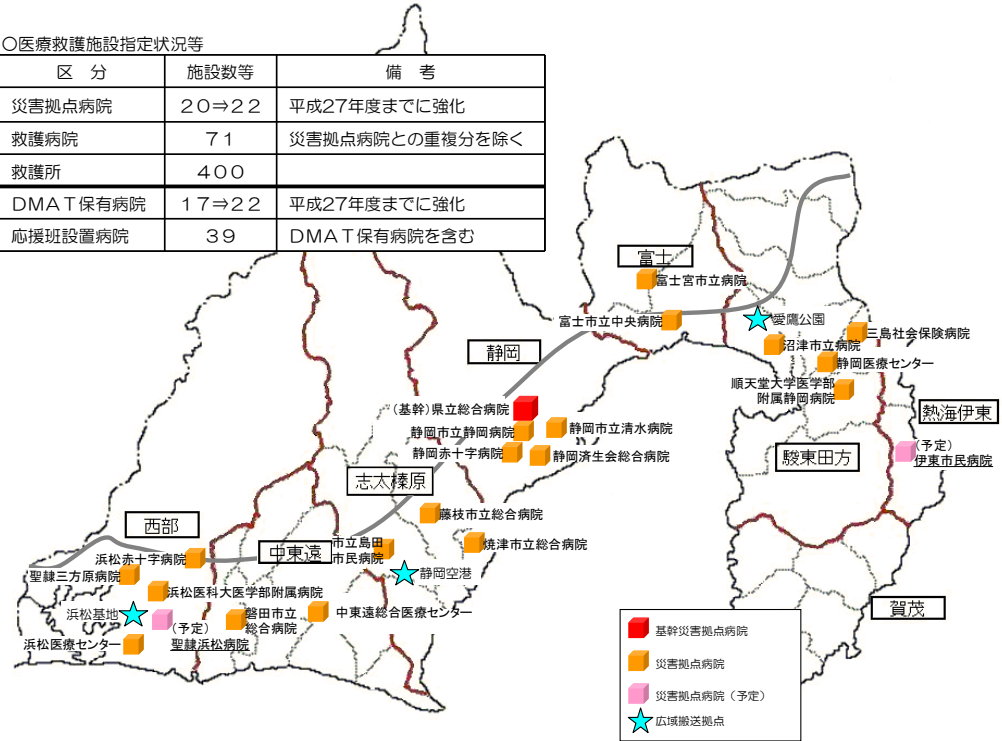 〇医療救護施設指定状況等
区　分　施設数等　備　考
災害拠点病院　２０⇒２２　平成27年度までに強化
救護病院　７１　災害拠点病院との重複分を除く
救護所　４００
ＤＭＡＴ保有病院　１７⇒２２　平成27年度までに強化
応援班設置病院　３９　ＤＭＡＴ保有病院を含む
富士
富士宮市立病院
富士市立中央病院
愛鷹公園
三島社会保険病院
沼津市立病院
静岡医療センター
順天堂大学医学部
附属静岡病院
静岡
熱海伊東
（基幹）県立総合病院
静岡市立静岡病院
静岡市立清水病院
静岡赤十字病院
静岡済生会総合病院
（予定）
伊東市民病院
駿東田方
志太榛原
藤枝市立総合病院
西部
中東遠
市立島田
市民病院
焼津市立総合病院
浜松赤十字病院
聖隷三方原病院
静岡空港
浜松医科大医学部附属病院
浜松基地
（予定）
聖隷浜松病院
磐田市立
総合病院
中東遠総合医療センター
浜松医療センター
賀茂
基幹災害拠点病院
災害拠点病院
災害拠点病院（予定）
広域搬送拠点